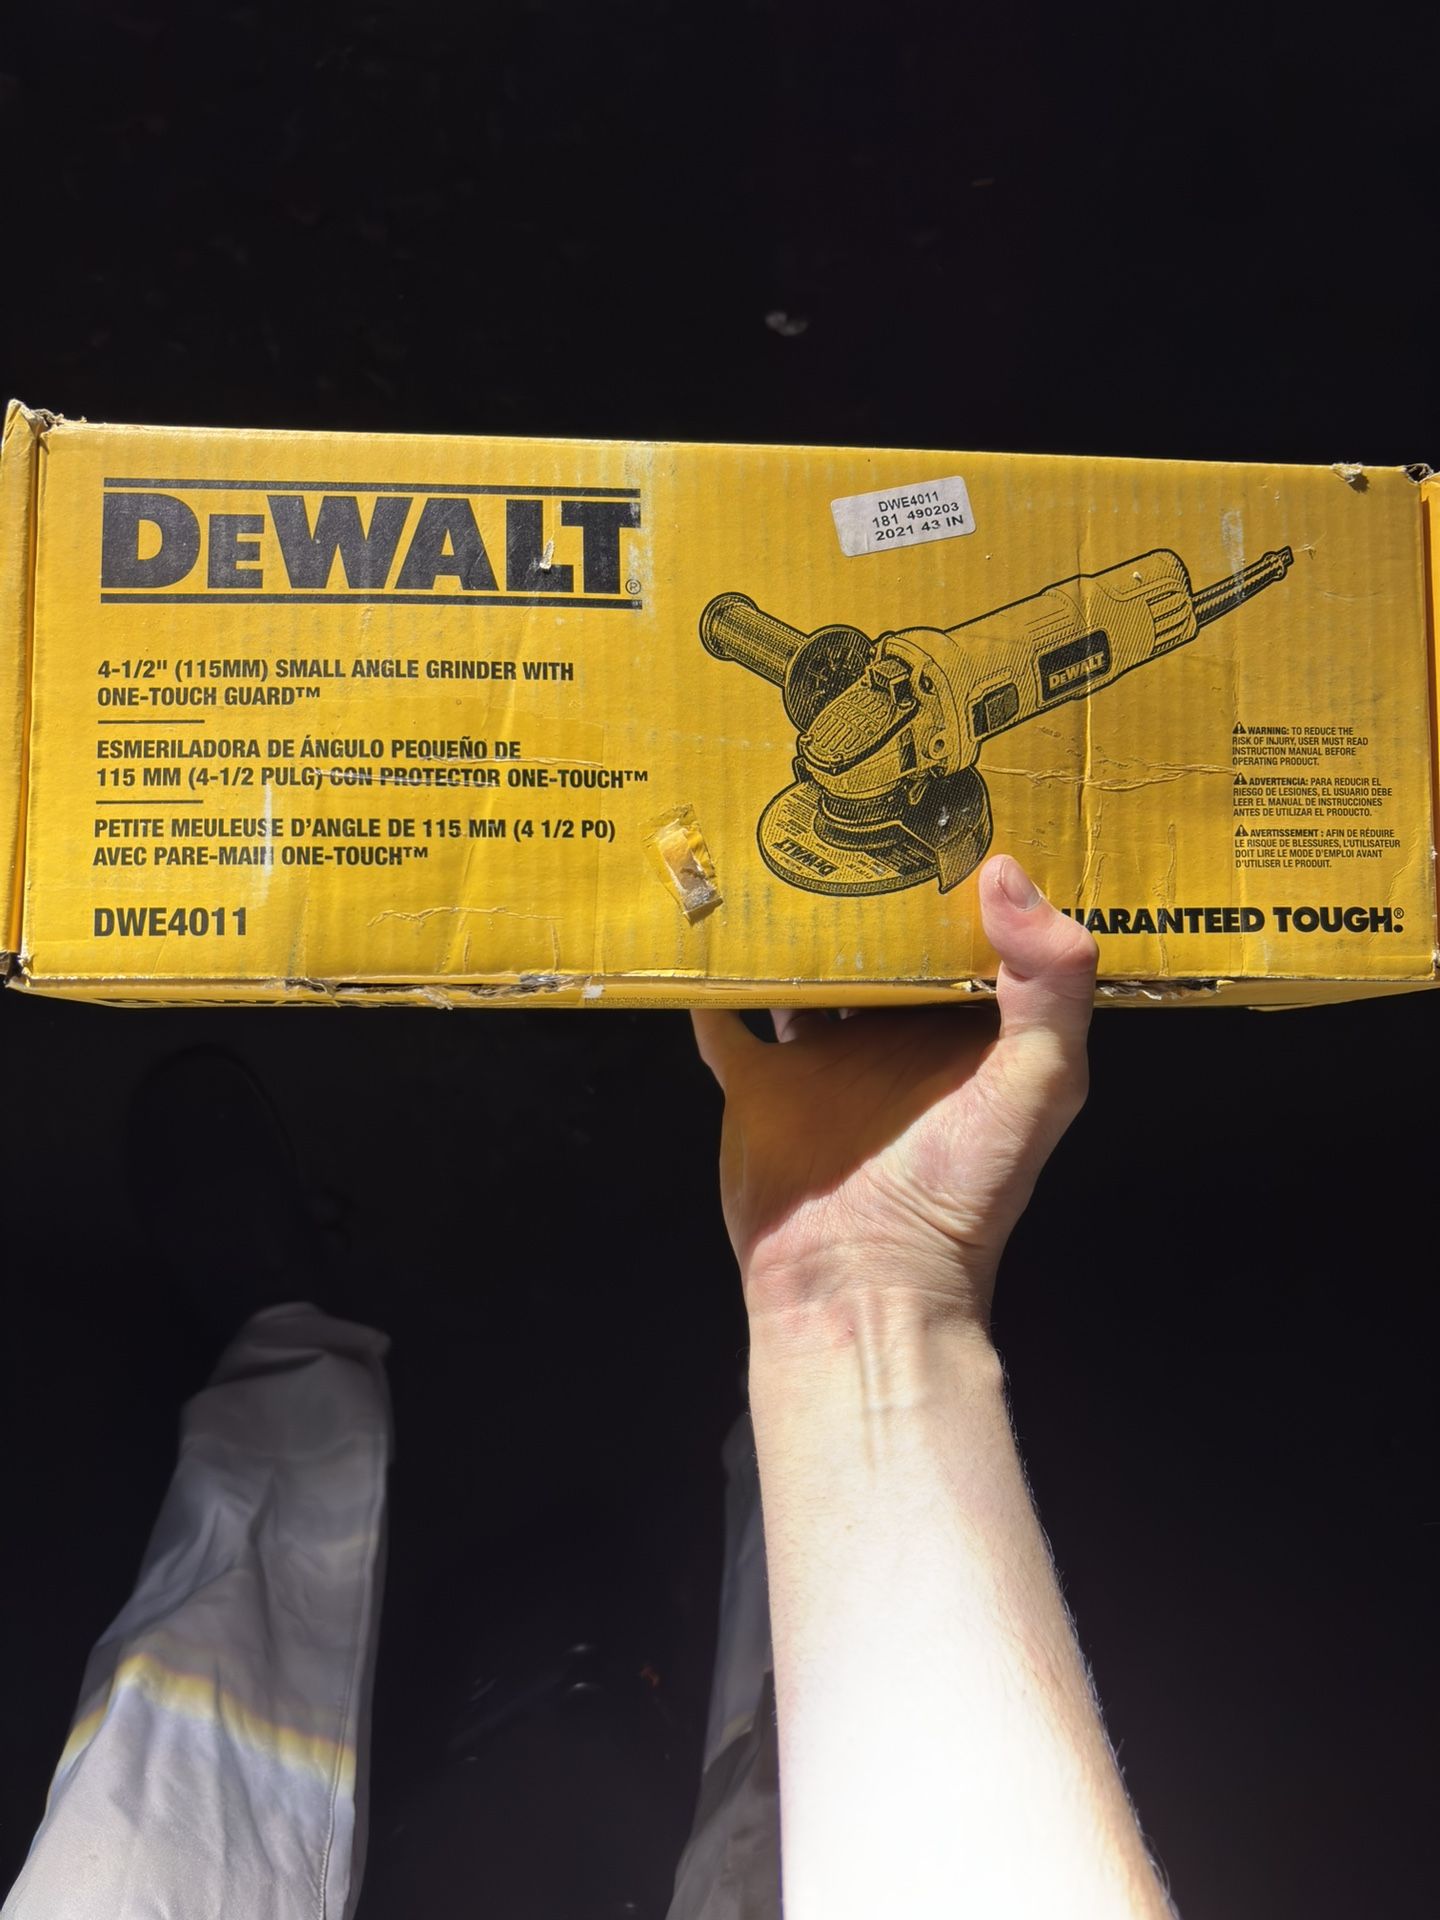 DeWALT®
DWE4011
181 490203
2021 43 IN
4-1/2" (115MM) SMALL ANGLE GRINDER WITH
ONE-TOUCH GUARD™
ESMERILADORA DE ÁNGULO PEQUEÑO DE
115 MM (4-1/2 PULG) CON PROTECTOR ONE-TOUCH™
PETITE MEULEUSE D'ANGLE DE 115 MM (4 1/2 PO)
AVEC PARE-MAIN ONE-TOUCH™
DWE4011
DeWALT
DeWALT
⚠ WARNING: TO REDUCE THE
RISK OF INJURY, USER MUST READ
INSTRUCTION MANUAL BEFORE
OPERATING PRODUCT.
⚠ ADVERTENCIA: PARA REDUCIR EL
RIESGO DE LESIONES, EL USUARIO DEBE
LEER EL MANUAL DE INSTRUCCIONES
ANTES DE UTILIZAR EL PRODUCTO.
⚠ AVERTISSEMENT : AFIN DE RÉDUIRE
LE RISQUE DE BLESSURES, L'UTILISATEUR
DOIT LIRE LE MODE D'EMPLOI AVANT
D'UTILISER LE PRODUIT.
UARANTEED TOUGH.®